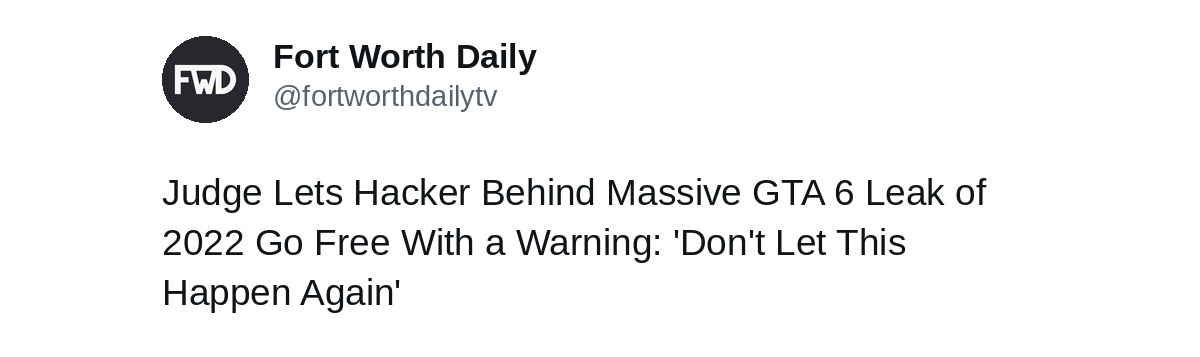 FWD
Fort Worth Daily
@fortworthdailytv
Judge Lets Hacker Behind Massive GTA 6 Leak of
2022 Go Free With a Warning: 'Don't Let This
Happen Again'